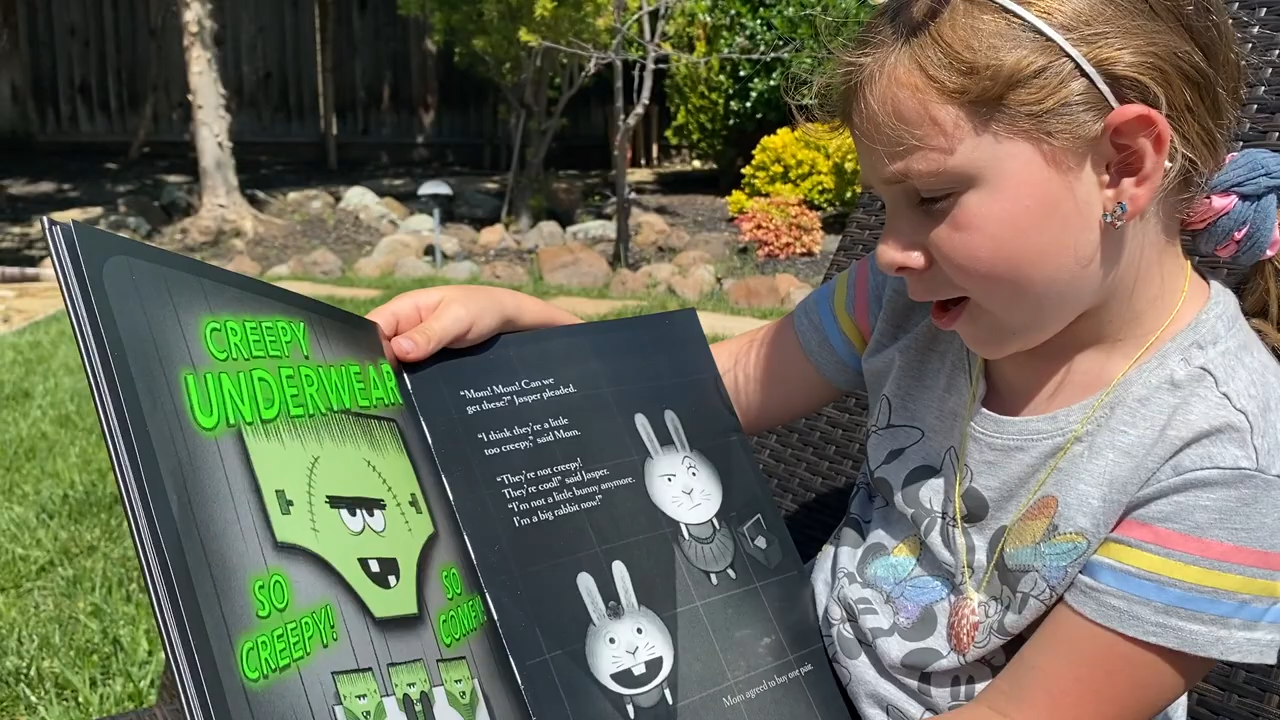 CREEPY
UNDERWEAR
SO
CREEPY!
SO
COMFY!
"Mom! Mom! Can we
get these?" Jasper pleaded.
"I think they're a little
too creepy," said Mom.
"They're not creepy!
They're cool!" said Jasper.
"I'm not a little bunny anymore.
I'm a big rabbit now!"
Mom agreed to buy one pair.